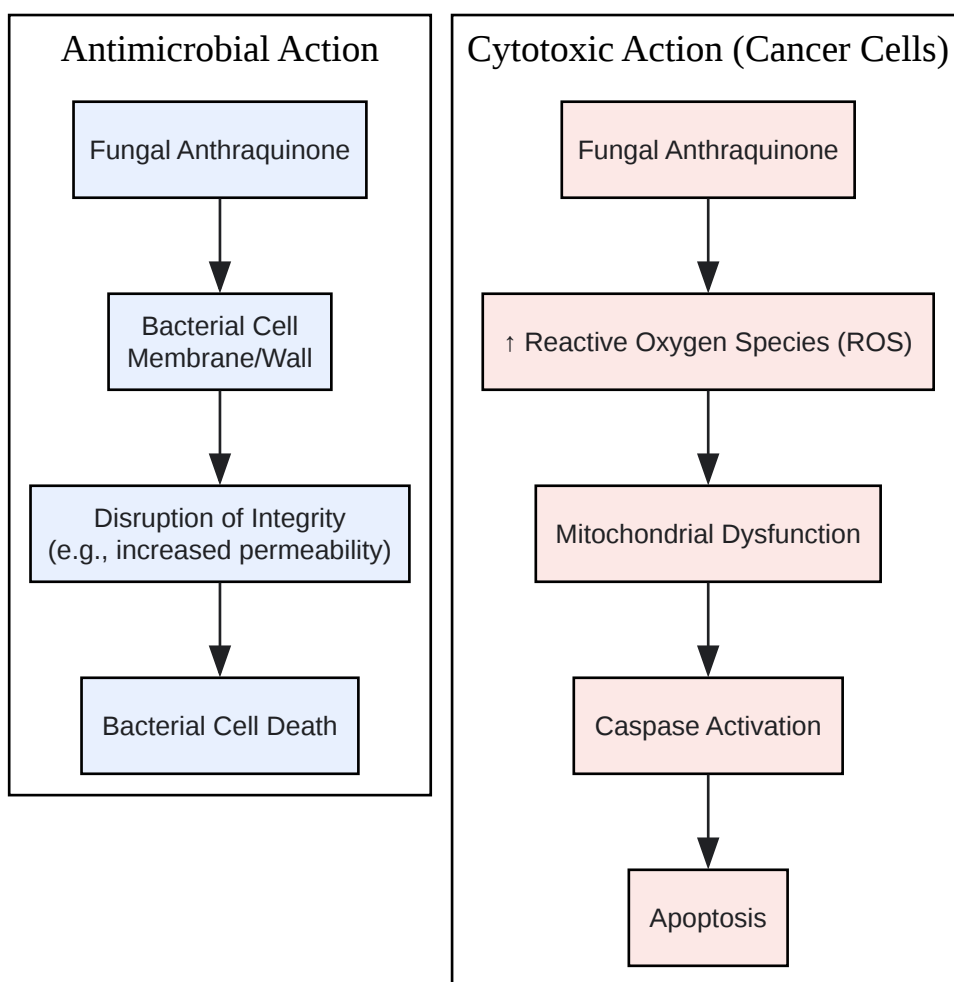 Antimicrobial Action
Fungal Anthraquinone
Bacterial Cell
Membrane/Wall
Disruption of Integrity
(e.g., increased permeability)
Bacterial Cell Death
Cytotoxic Action (Cancer Cells)
Fungal Anthraquinone
↑ Reactive Oxygen Species (ROS)
Mitochondrial Dysfunction
Caspase Activation
Apoptosis